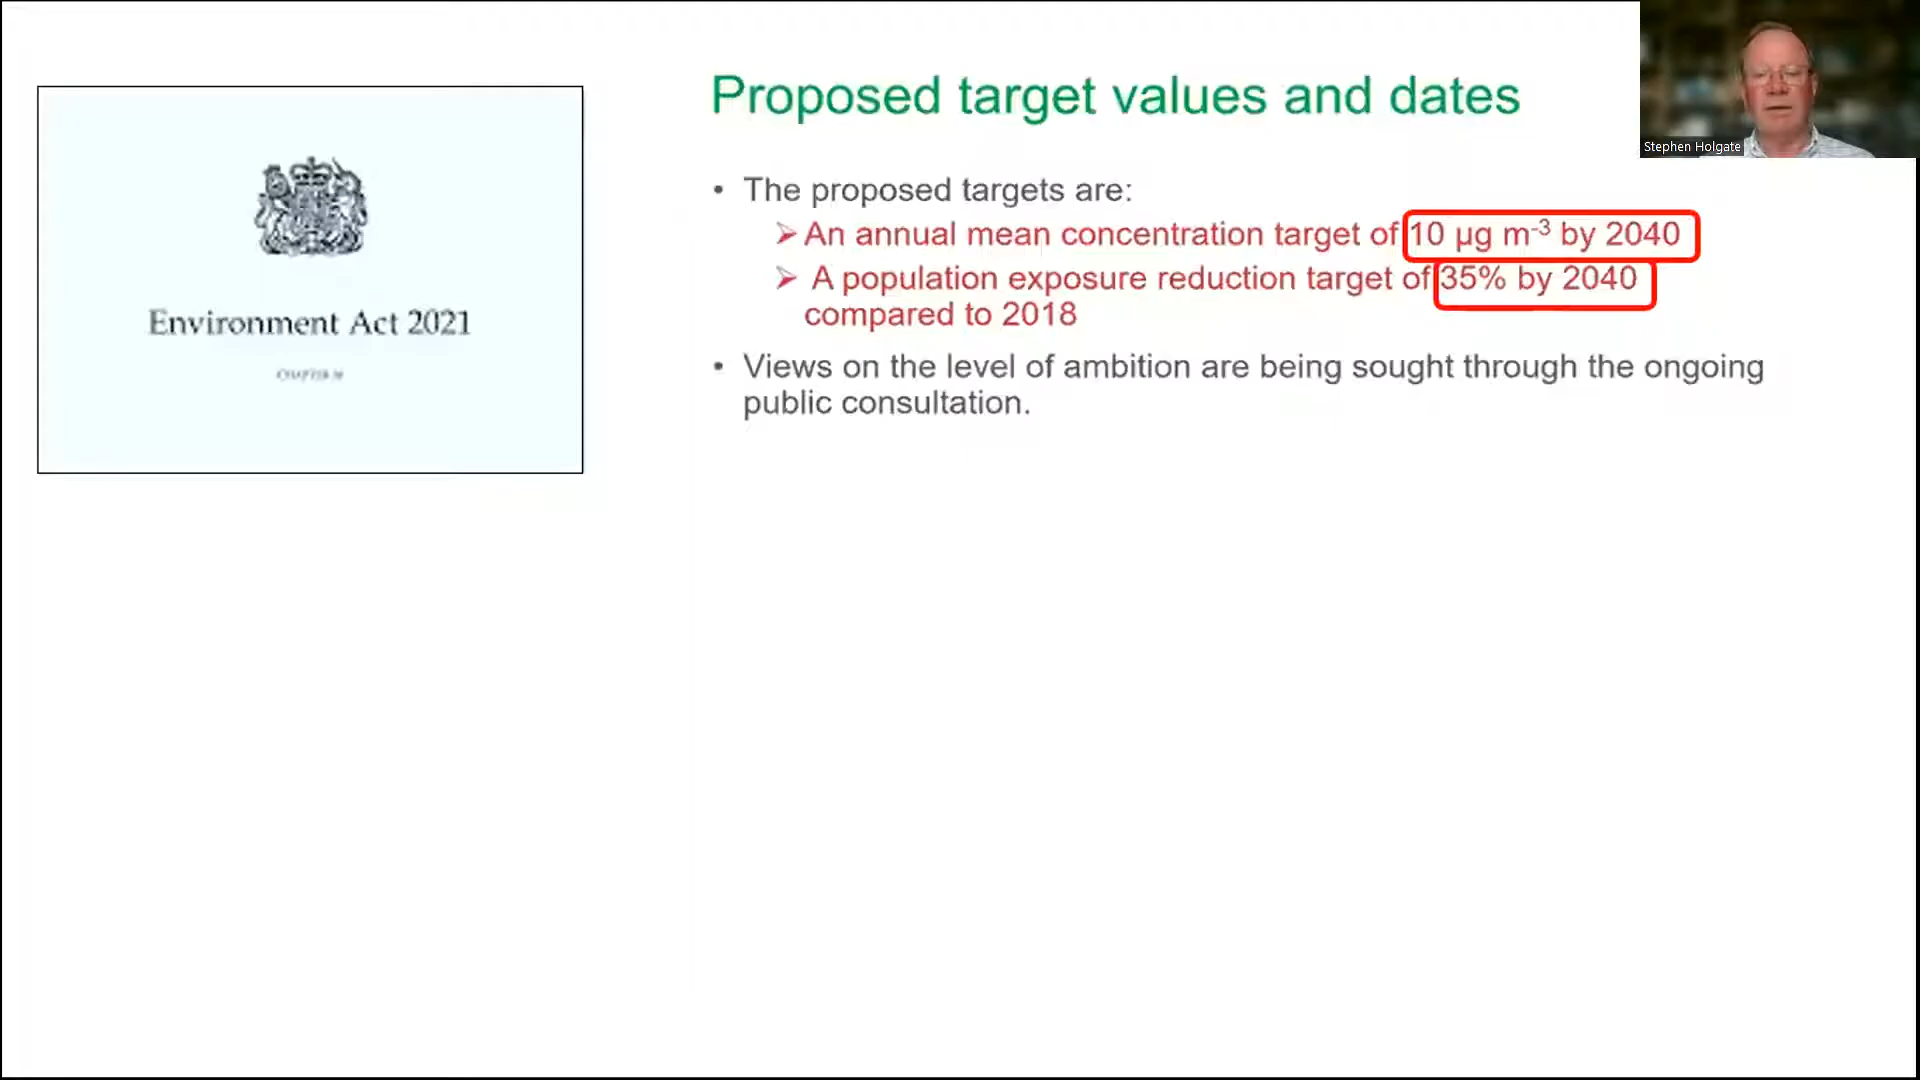 Proposed target values and dates
Stephen Holgate
• The proposed targets are:
➢ An annual mean concentration target of 10 µg m⁻³ by 2040
➢ A population exposure reduction target of 35% by 2040
compared to 2018
• Views on the level of ambition are being sought through the ongoing
public consultation.
Environment Act 2021